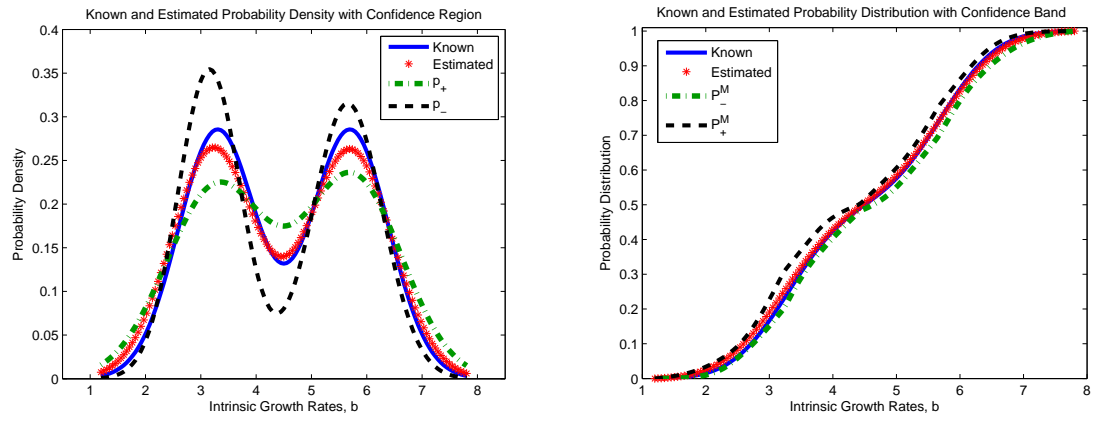 Known and Estimated Probability Density with Confidence Region
0.4
0.35
0.3
0.25
0.2
0.15
0.1
0.05
0
Probability Density
Known
Estimated
p+
p−
1 2 3 4 5 6 7 8
Intrinsic Growth Rates, b
Known and Estimated Probability Distribution with Confidence Band
1
0.9
0.8
0.7
0.6
0.5
0.4
0.3
0.2
0.1
0
Probability Distribution
Known
Estimated
P−M
P+M
1 2 3 4 5 6 7 8
Intrinsic Growth Rates, b